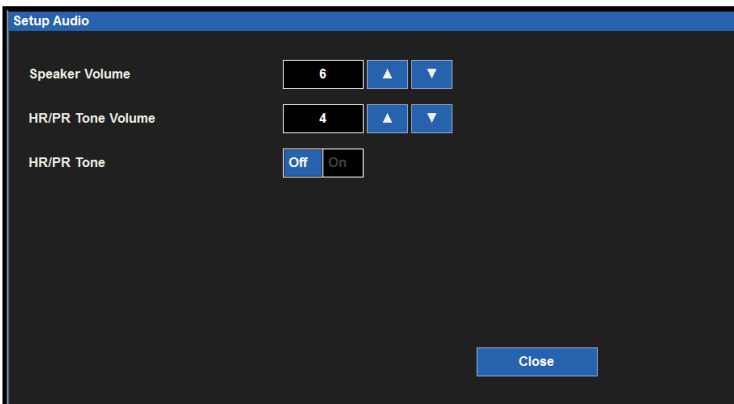 Setup Audio
Speaker Volume 6 ▲ ▼
HR/PR Tone Volume 4 ▲ ▼
HR/PR Tone Off On
Close